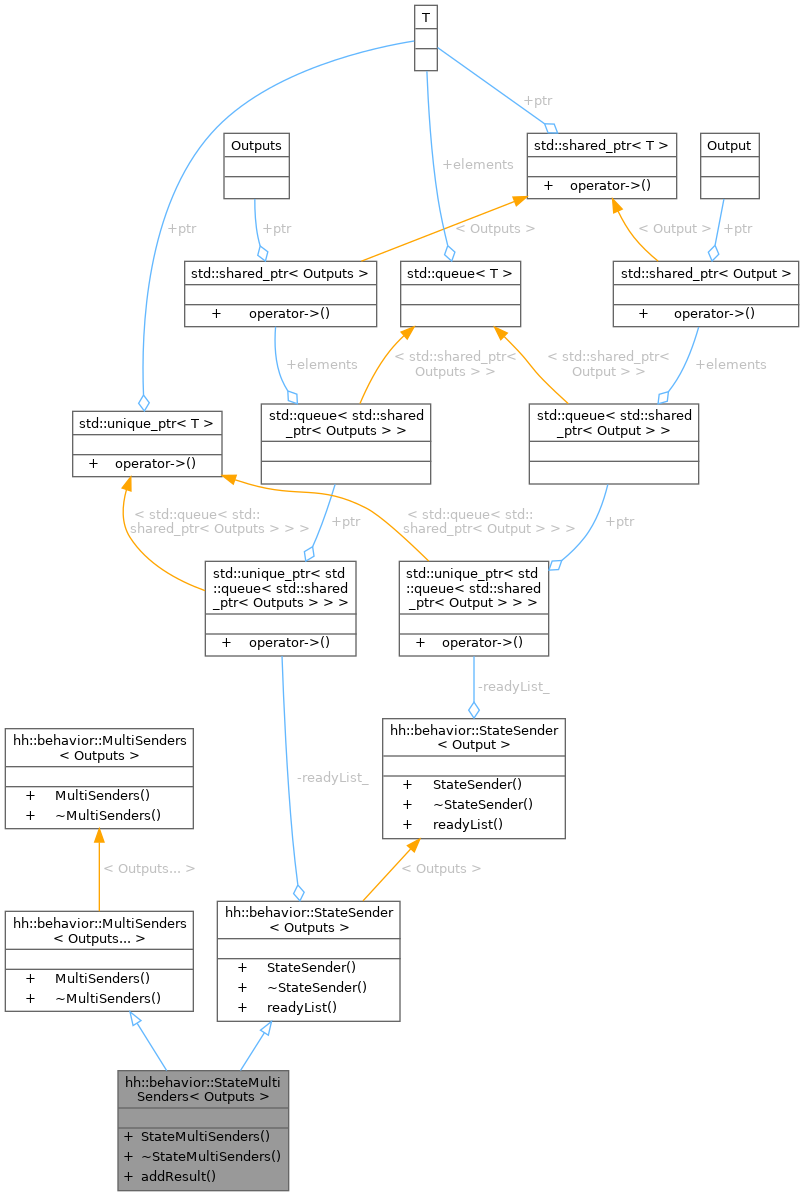 T
+ptr
Outputs
std::shared_ptr< T >
+ operator->()
Output
+elements
+ptr
+ptr
< Outputs >
< Output >
+ptr
std::shared_ptr< Outputs >
+ operator->()
std::queue< T >
std::shared_ptr< Output >
+ operator->()
+elements
< std::shared_ptr<
Outputs > >
< std::shared_ptr<
Output > >
+elements
std::unique_ptr< T >
+ operator->()
std::queue< std::shared
_ptr< Outputs > >
std::queue< std::shared
_ptr< Output > >
< std::queue< std::
shared_ptr< Outputs > > >
+ptr
< std::queue< std::
shared_ptr< Output > > >
+ptr
std::unique_ptr< std
::queue< std::shared
_ptr< Outputs > > >
+ operator->()
std::unique_ptr< std
::queue< std::shared
_ptr< Output > > >
+ operator->()
-readyList_
hh::behavior::MultiSenders
< Outputs >
+ MultiSenders()
+ ~MultiSenders()
-readyList_
hh::behavior::StateSender
< Output >
+ StateSender()
+ ~StateSender()
+ readyList()
< Outputs... >
< Outputs >
hh::behavior::MultiSenders
< Outputs... >
+ MultiSenders()
+ ~MultiSenders()
hh::behavior::StateSender
< Outputs >
+ StateSender()
+ ~StateSender()
+ readyList()
hh::behavior::StateMulti
Senders< Outputs >
+ StateMultiSenders()
+ ~StateMultiSenders()
+ addResult()